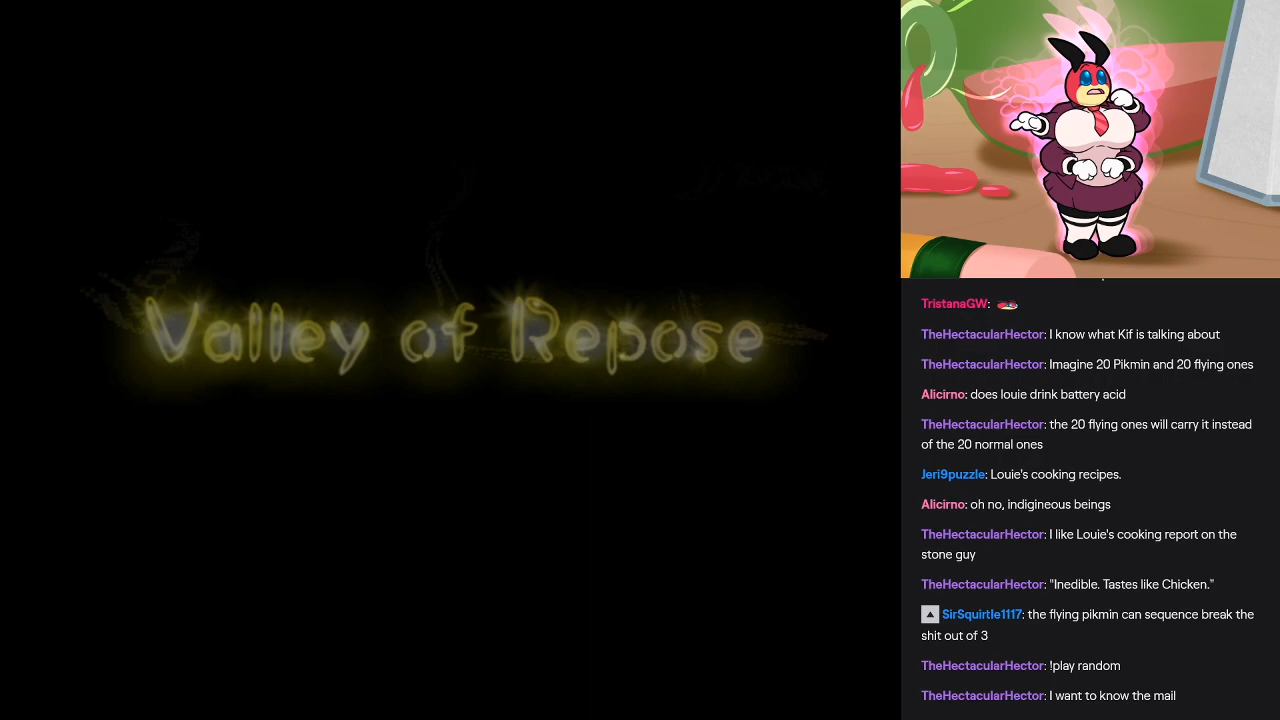 Valley of Repose
TristanaGW:
TheHectacularHector: I know what Kif is talking about
TheHectacularHector: Imagine 20 Pikmin and 20 flying ones
Alicirno: does louie drink battery acid
TheHectacularHector: the 20 flying ones will carry it instead
of the 20 normal ones
Jeri9puzzle: Louie's cooking recipes.
Alicirno: oh no, indigineous beings
TheHectacularHector: I like Louie's cooking report on the
stone guy
TheHectacularHector: "Inedible. Tastes like Chicken."
SirSquirtle1117: the flying pikmin can sequence break the
shit out of 3
TheHectacularHector: !play random
TheHectacularHector: I want to know the mail